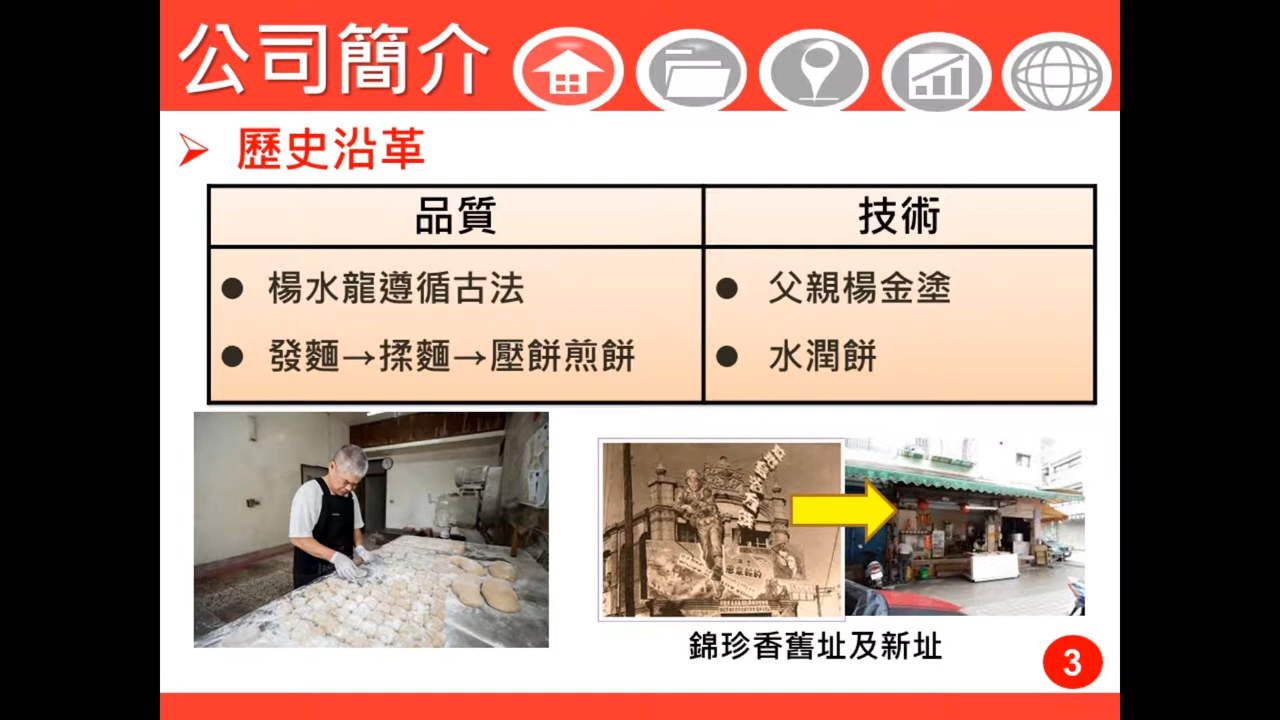 公司簡介
歷史沿革
品質
技術
楊水龍遵循古法
父親楊金塗
發麵→揉麵→壓餅煎餅
水潤餅
錦珍香舊址及新址
3